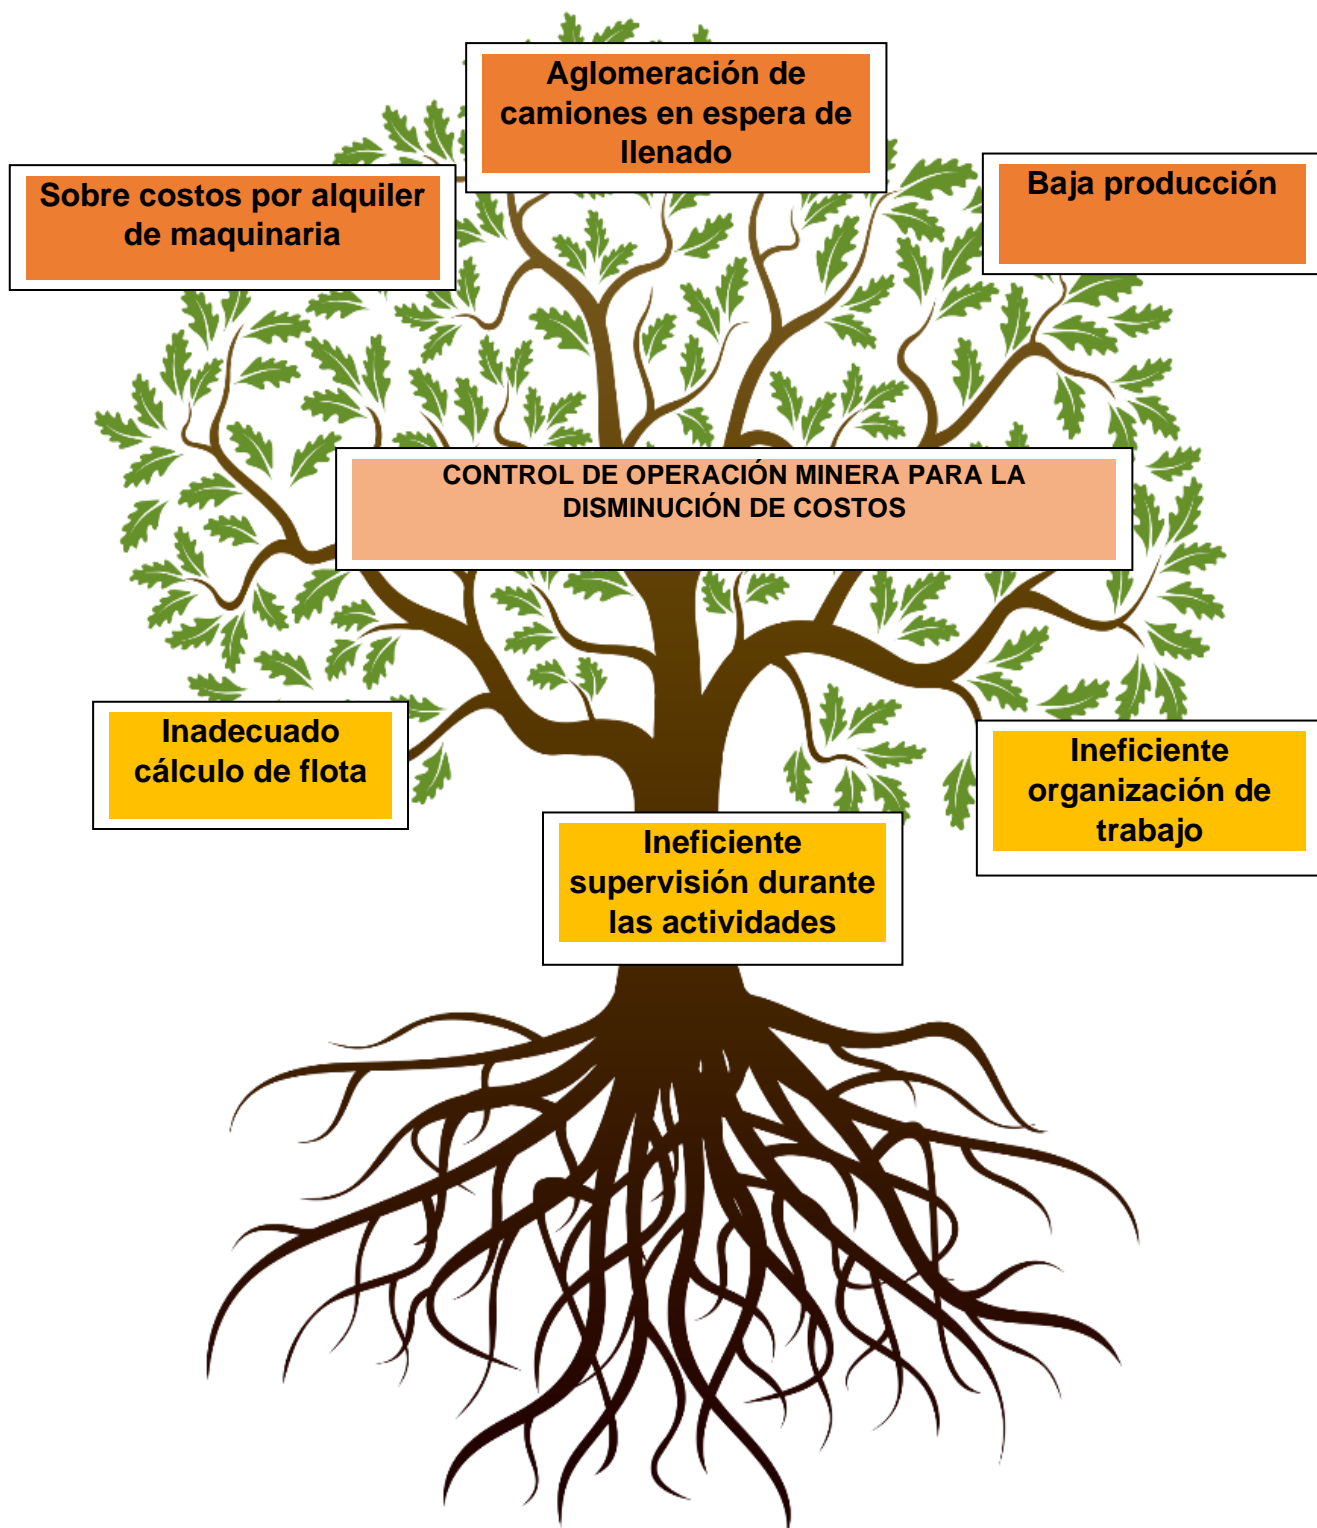 Aglomeración de
camiones en espera de
llenado
Sobre costos por alquiler
de maquinaria
Baja producción
CONTROL DE OPERACIÓN MINERA PARA LA
DISMINUCIÓN DE COSTOS
Inadecuado
cálculo de flota
Ineficiente
supervisión durante
las actividades
Ineficiente
organización de
trabajo